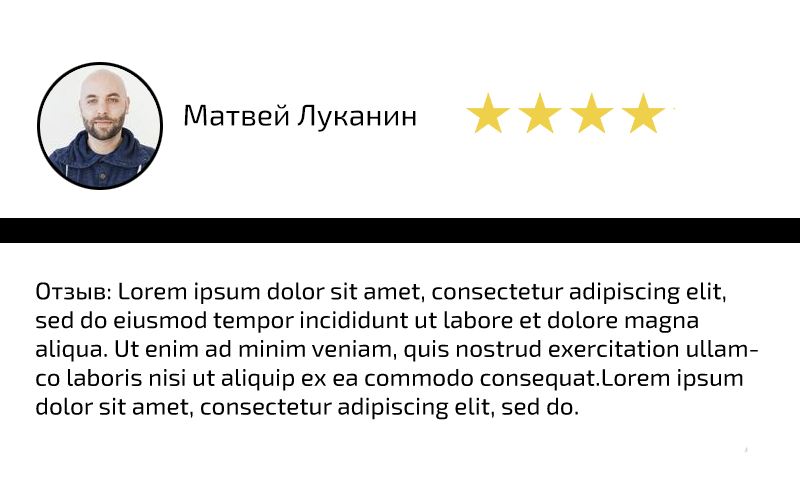 Матвей Луканин
Отзыв: Lorem ipsum dolor sit amet, consectetur adipiscing elit,
sed do eiusmod tempor incididunt ut labore et dolore magna
aliqua. Ut enim ad minim veniam, quis nostrud exercitation ullam-
co laboris nisi ut aliquip ex ea commodo consequat.Lorem ipsum
dolor sit amet, consectetur adipiscing elit, sed do.